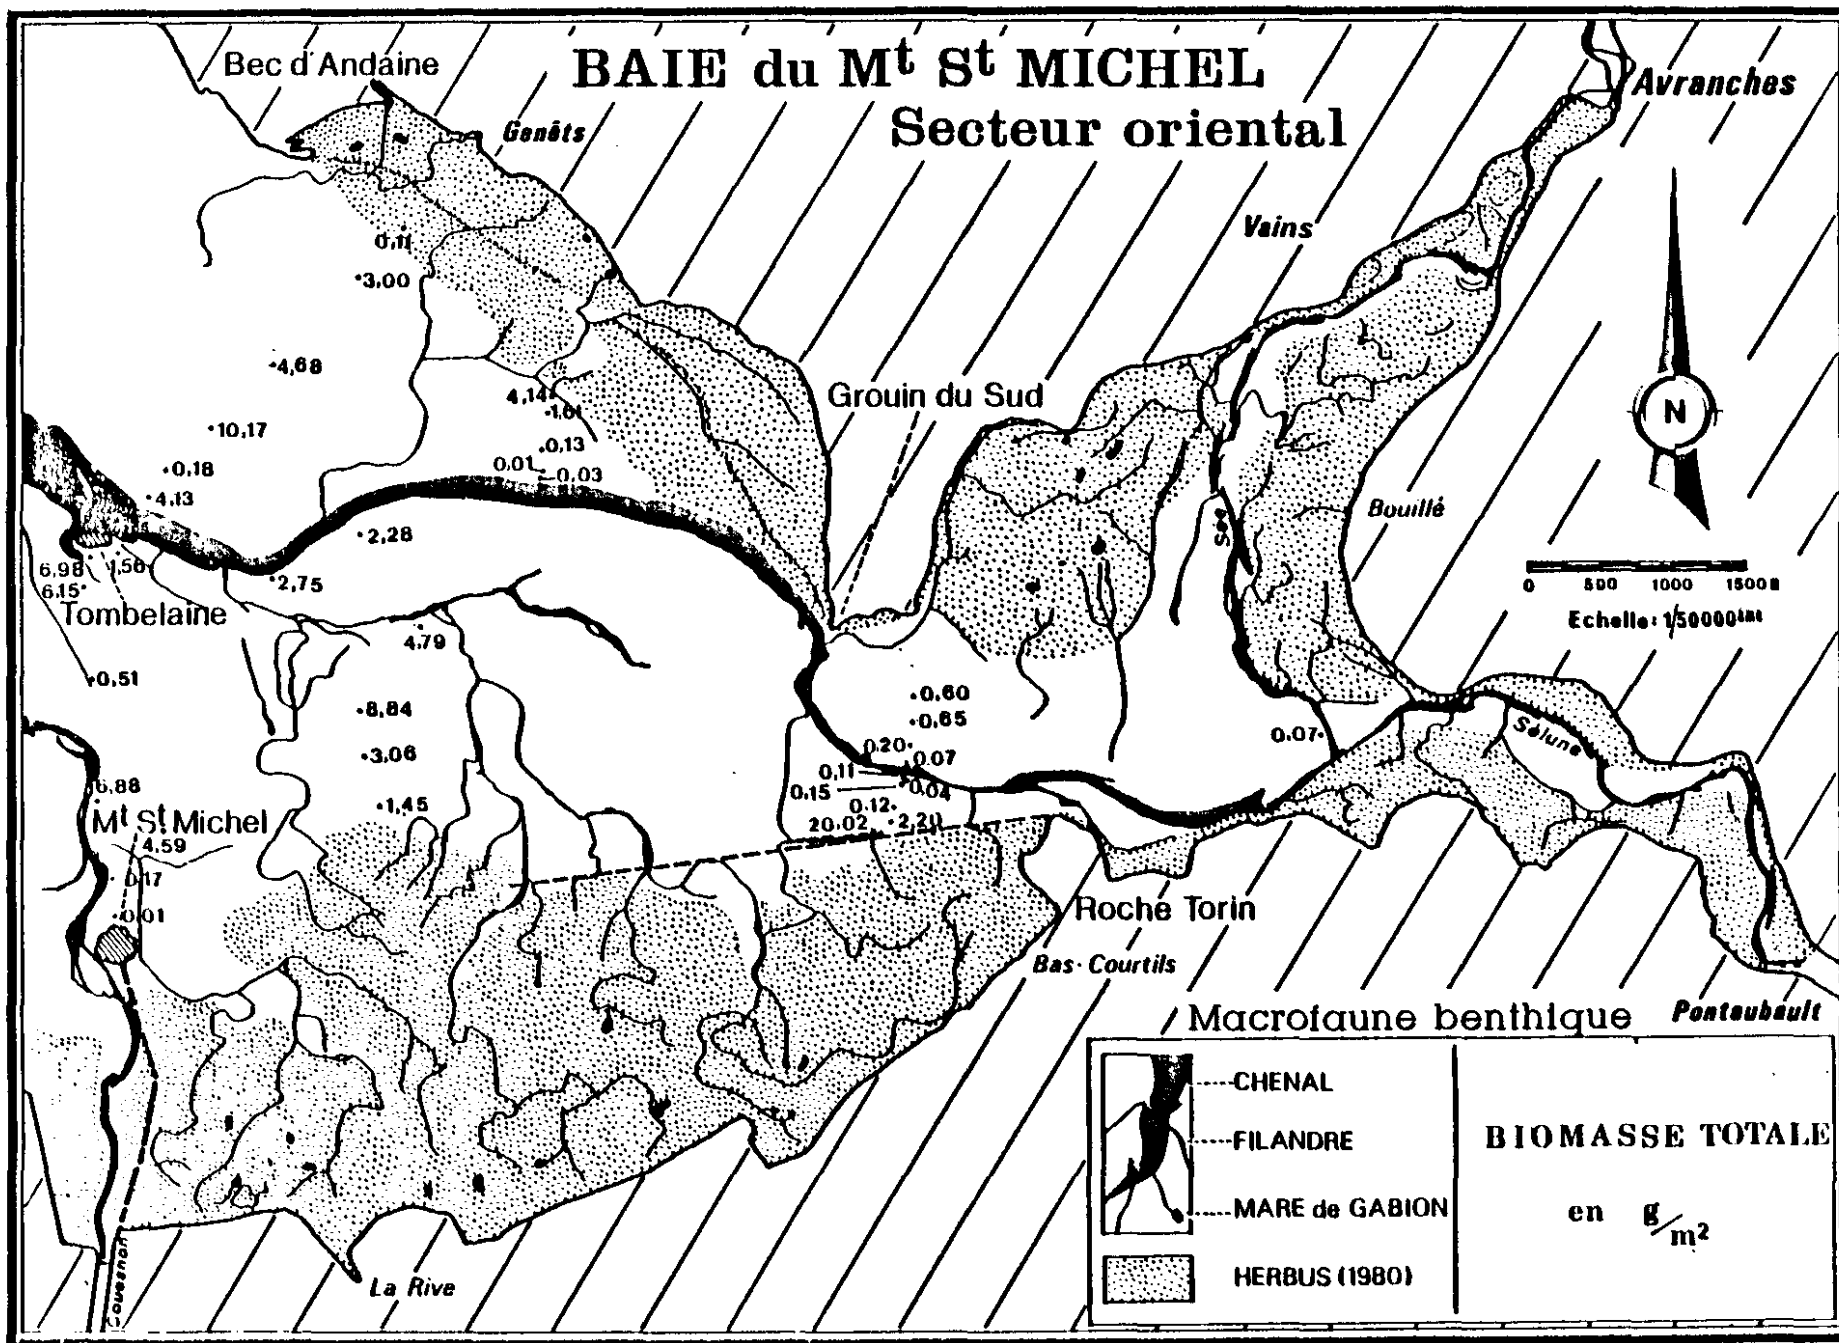 BAIE du Mt St MICHEL
Secteur oriental
Bec d'Andaine
Genêts
Avranches
Vains
0,11
3,00
4,68
4,14
1,61
Grouin du Sud
N
10,17
0,13
0,18
0,01
0,03
4,13
Bouillé
Sée
2,28
6,98
1,56
6,15
2,75
0 500 1000 1500m
Tombelaine
Echelle: 1/50000
4,79
0,51
0,60
8,84
0,65
0,07
Sélune
0,20
3,06
0,07
0,11
6,88
0,15
0,04
1,45
0,12
Mt St Michel
20,02
2,20
4,59
0,17
0,01
Roche Torin
Bas-Courtils
Pontaubault
Macrofaune benthique
CHENAL
FILANDRE
BIOMASSE TOTALE
MARE de GABION
en g/m²
HERBUS (1980)
La Rive
Couesnon